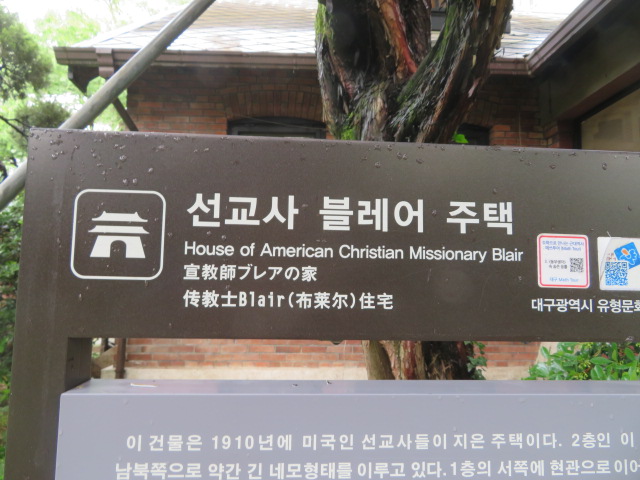 선교사 블레어 주택
House of American Christian Missionary Blair
宣教師ブレアの家
传教士Blair(布莱尔)住宅
대구광역시 유형문화
이 건물은 1910년에 미국인 선교사들이 지은 주택이다. 2층인 이
남북쪽으로 약간 긴 네모형태를 이루고 있다. 1층의 서쪽에 현관으로 이어